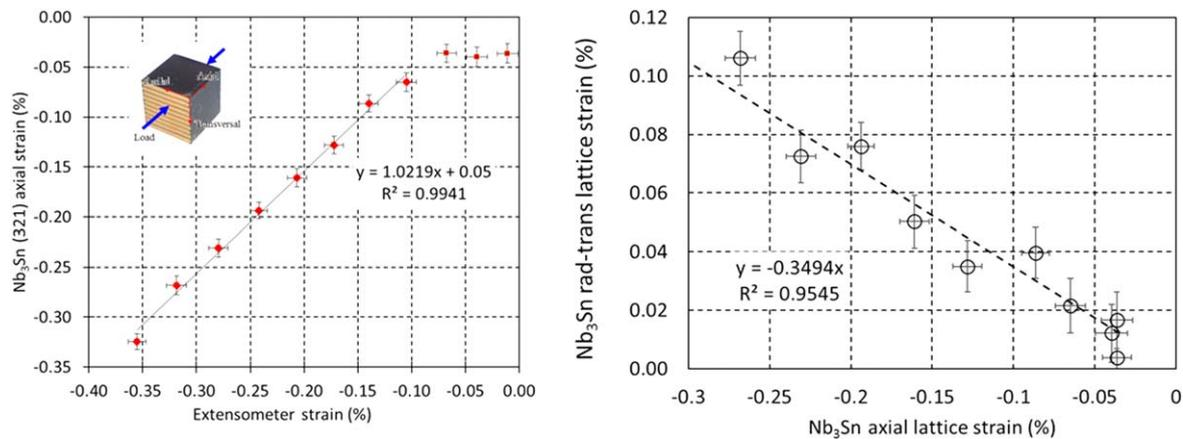 0.00
-0.05
-0.10
-0.15
-0.20
-0.25
-0.30
-0.35
Nb₃Sn (321) axial strain (%)
Axial
Load
y = 1.0219x + 0.05
R² = 0.9941
-0.40 -0.35 -0.30 -0.25 -0.20 -0.15 -0.10 -0.05 0.00
Extensometer strain (%)
0.12
0.10
0.08
0.06
0.04
0.02
0.00
Nb₃Sn rad-trans lattice strain (%)
y = -0.3494x
R² = 0.9545
-0.3 -0.25 -0.2 -0.15 -0.1 -0.05 0
Nb₃Sn axial lattice strain (%)